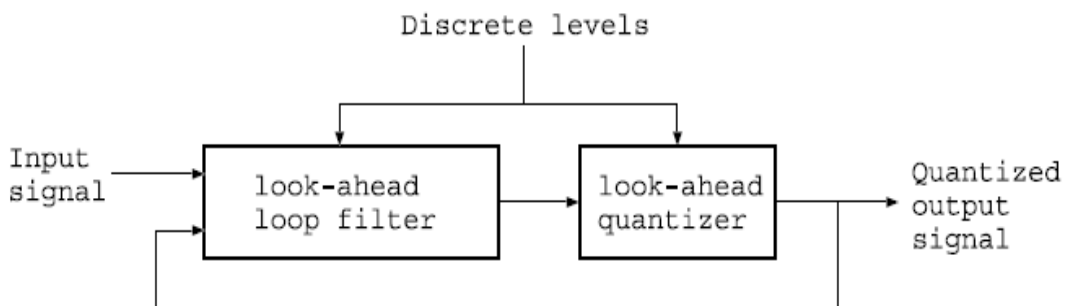 Discrete levels
Input
signal
look-ahead
loop filter
look-ahead
quantizer
Quantized
output
signal